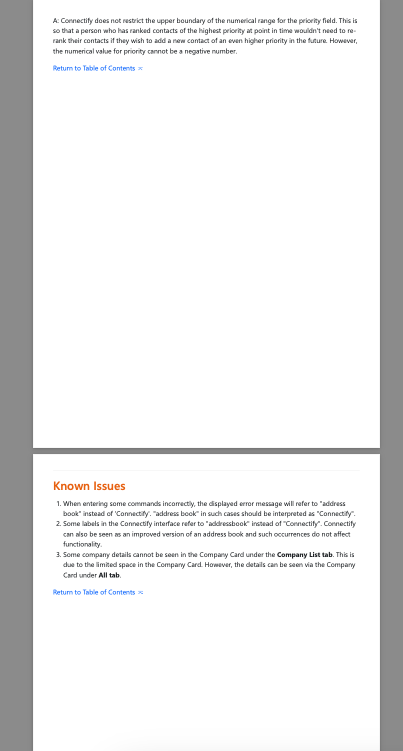 A: Connectify does not restrict the upper boundary of the numerical range for the priority field. This is
so that a person who has ranked contacts of the highest priority at point in time wouldn't need to re-
rank their contacts if they wish to add a new contact of an even higher priority in the future. However,
the numerical value for priority cannot be a negative number.
Return to Table of Contents
Known Issues
1. When entering some commands incorrectly, the displayed error message will refer to "address
book" instead of 'Connectify'. "address book" in such cases should be interpreted as "Connectify".
2. Some labels in the Connectify interface refer to "addressbook" instead of "Connectify". Connectify
can also be seen as an improved version of an address book and such occurrences do not affect
functionality.
3. Some company details cannot be seen in the Company Card under the Company List tab. This is
due to the limited space in the Company Card. However, the details can be seen via the Company
Card under All tab.
Return to Table of Contents